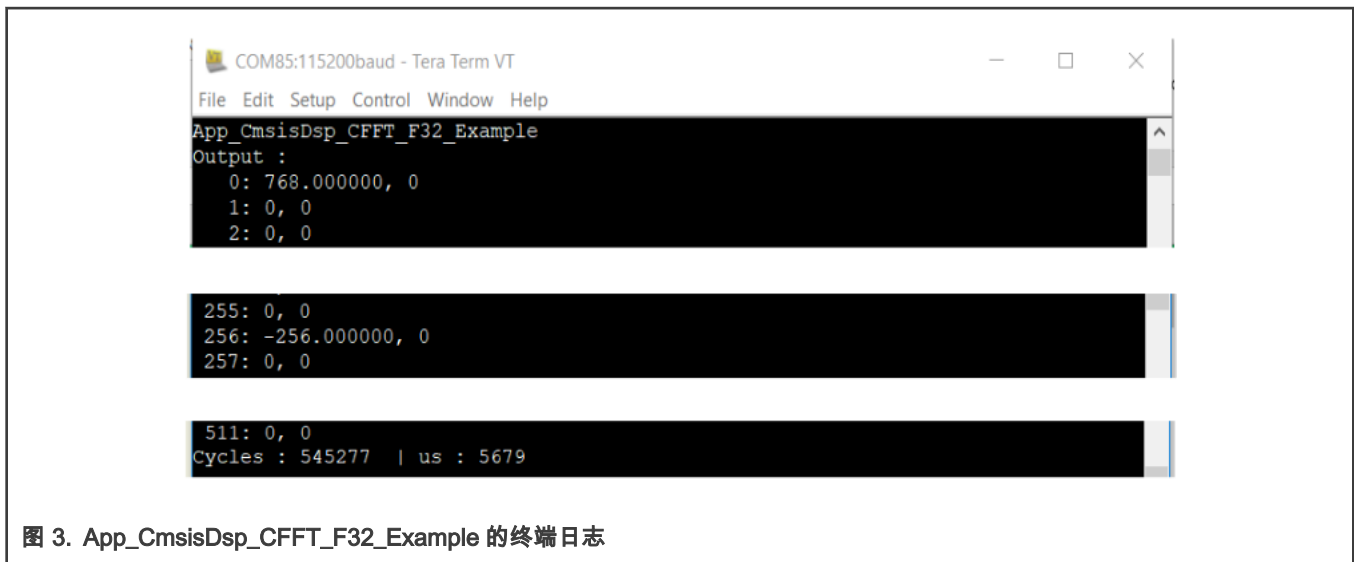 COM85:115200baud - Tera Term VT
File Edit Setup Control Window Help
App_CmsisDsp_CFFT_F32_Example
Output :
0: 768.000000, 0
1: 0, 0
2: 0, 0
255: 0, 0
256: -256.000000, 0
257: 0, 0
511: 0, 0
Cycles : 545277 | us : 5679
图 3. App_CmsisDsp_CFFT_F32_Example 的终端日志